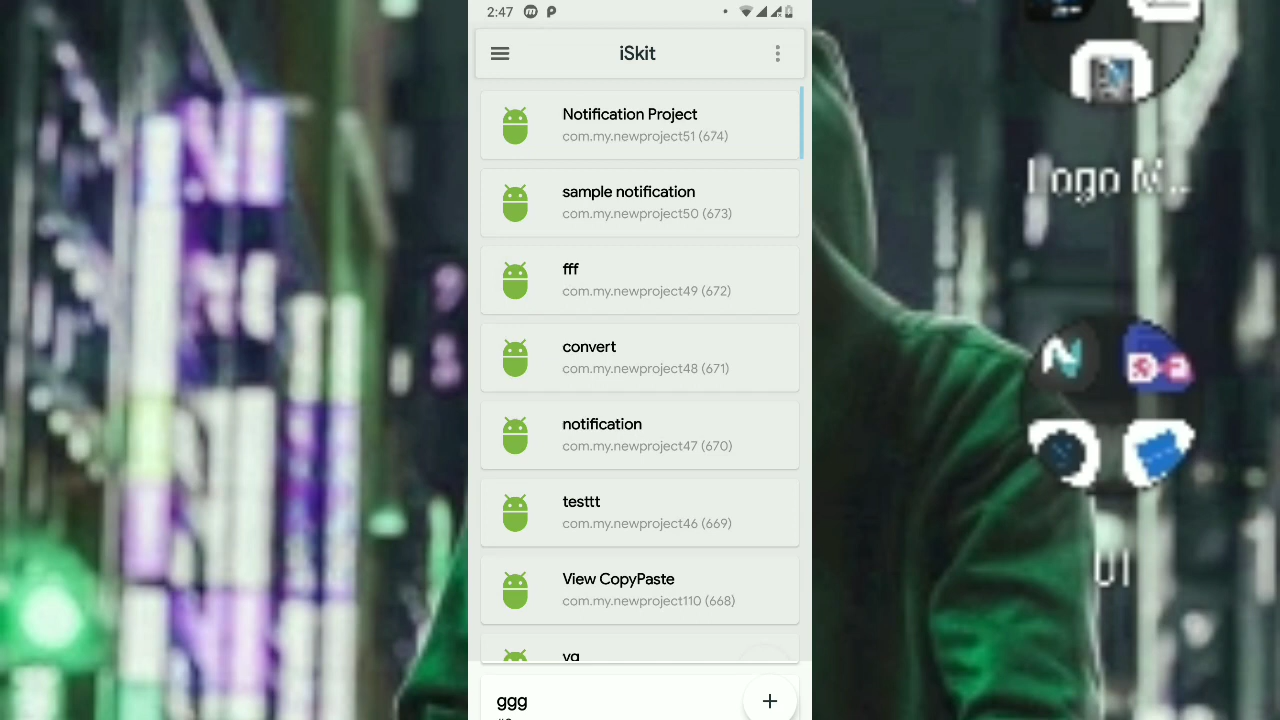 2:47
iSkit
Notification Project
com.my.newproject51 (674)
sample notification
com.my.newproject50 (673)
fff
com.my.newproject49 (672)
convert
com.my.newproject48 (671)
notification
com.my.newproject47 (670)
testtt
com.my.newproject46 (669)
View CopyPaste
com.my.newproject110 (668)
ggg
Logo M...
UI